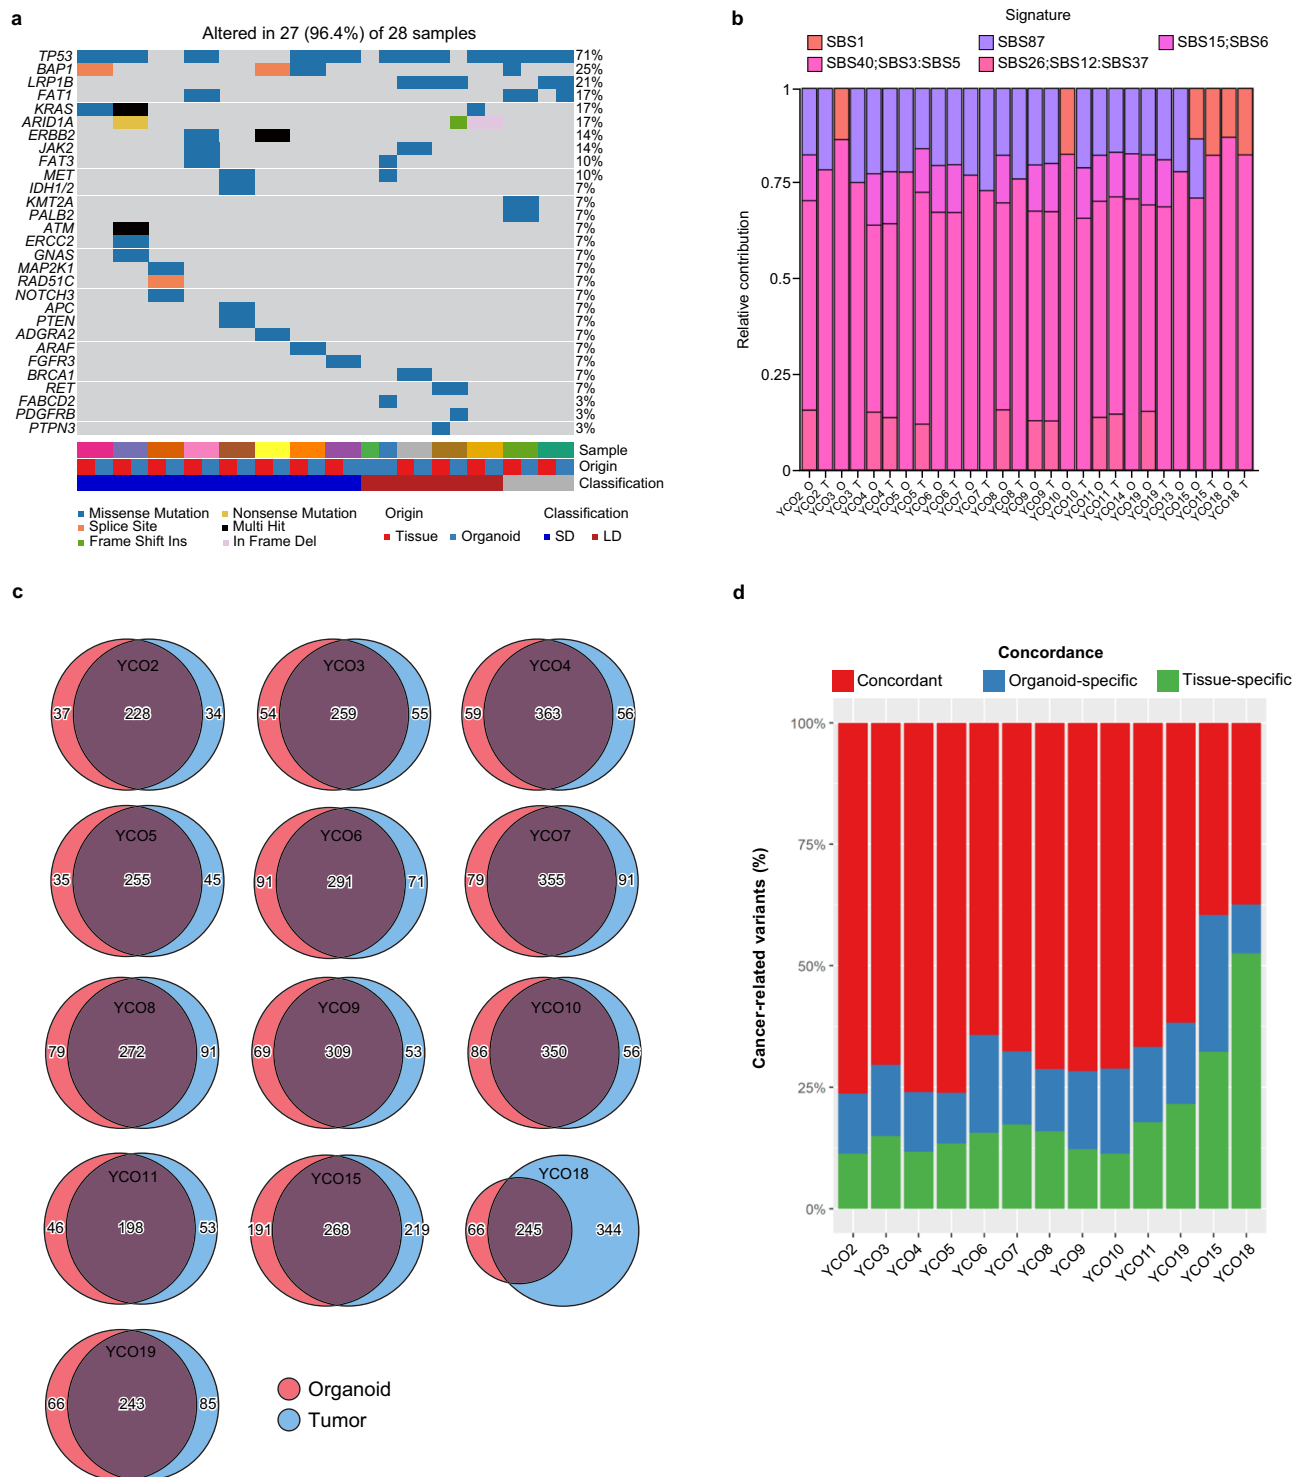 a
Altered in 27 (96.4%) of 28 samples
TP53 71%
BAP1 25%
LRP1B 21%
FAT1 17%
KRAS 17%
ARID1A 17%
ERBB2 14%
JAK2 14%
FAT3 10%
MET 10%
IDH1/2 7%
KMT2A 7%
PALB2 7%
ATM 7%
ERCC2 7%
GNAS 7%
MAP2K1 7%
RAD51C 7%
NOTCH3 7%
APC 7%
PTEN 7%
ADGRA2 7%
ARAF 7%
FGFR3 7%
BRCA1 7%
RET 7%
FABCD2 3%
PDGFRB 3%
PTPN3 3%
Sample
Origin
Classification
Missense Mutation Nonsense Mutation Origin Classification
Splice Site Multi Hit
Frame Shift Ins In Frame Del Tissue Organoid SD LD
b
Signature
SBS1 SBS87 SBS15;SBS6
SBS40;SBS3:SBS5 SBS26;SBS12:SBS37
Relative contribution
1
0.75
0.5
0.25
0
YCO2_O
YCO2_T
YCO3_O
YCO3_T
YCO4_O
YCO4_T
YCO5_O
YCO5_T
YCO6_O
YCO6_T
YCO7_O
YCO7_T
YCO8_O
YCO8_T
YCO9_O
YCO9_T
YCO10_O
YCO10_T
YCO11_O
YCO11_T
YCO14_O
YCO19_O
YCO19_T
YCO13_O
YCO15_O
YCO15_T
YCO18_O
YCO18_T
c
YCO2
37 228 34
YCO3
54 259 55
YCO4
59 363 56
YCO5
35 255 45
YCO6
91 291 71
YCO7
79 355 91
YCO8
79 272 91
YCO9
69 309 53
YCO10
86 350 56
YCO11
46 198 53
YCO15
191 268 219
YCO18
66 245 344
YCO19
66 243 85
Organoid
Tumor
d
Concordance
Concordant Organoid-specific Tissue-specific
Cancer-related variants (%)
100%
75%
50%
25%
0%
YCO2
YCO3
YCO4
YCO5
YCO6
YCO7
YCO8
YCO9
YCO10
YCO11
YCO19
YCO15
YCO18